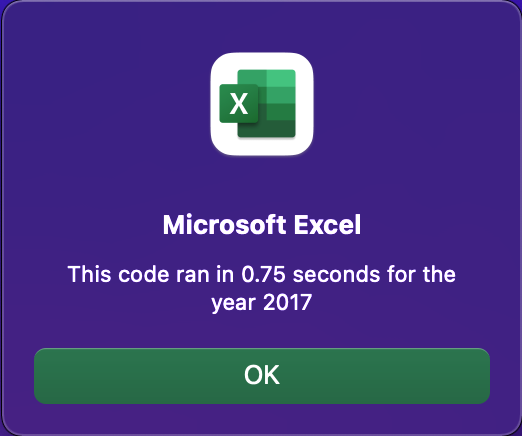 X
Microsoft Excel
This code ran in 0.75 seconds for the
year 2017
OK